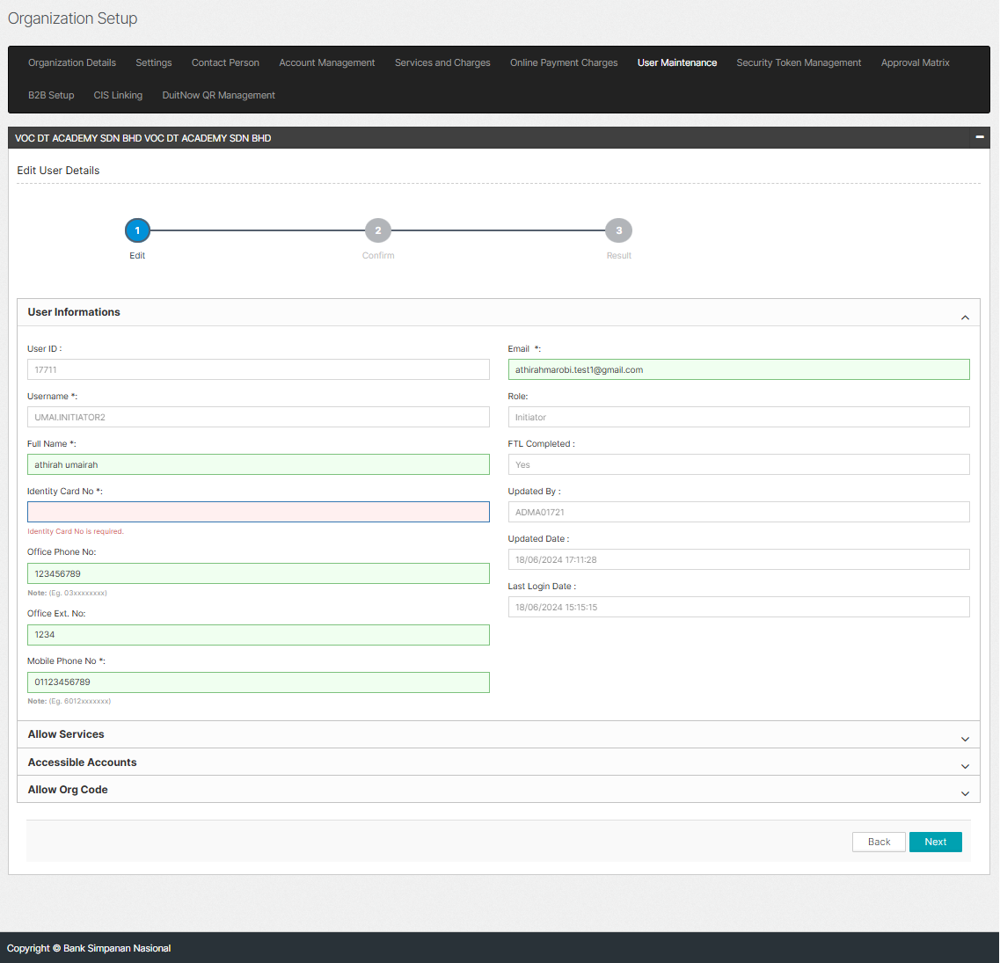 Organization Setup
Organization Details Settings Contact Person Account Management Services and Charges Online Payment Charges User Maintenance Security Token Management Approval Matrix
B2B Setup CIS Linking DuitNow QR Management
VOC DT ACADEMY SDN BHD VOC DT ACADEMY SDN BHD
Edit User Details
1 2 3
Edit Confirm Result
User Informations
User ID :
17711
Username *:
UMAI.INITIATOR2
Full Name *:
athirah umairah
Identity Card No *:
Identity Card No is required.
Office Phone No:
123456789
Note: (Eg. 03xxxxxxxx)
Office Ext. No:
1234
Mobile Phone No *:
01123456789
Note: (Eg. 6012xxxxxxx)
Email *:
athirahmarobi.test1@gmail.com
Role:
Initiator
FTL Completed :
Yes
Updated By :
ADMA01721
Updated Date :
18/06/2024 17:11:28
Last Login Date :
18/06/2024 15:15:15
Allow Services
Accessible Accounts
Allow Org Code
Back Next
Copyright © Bank Simpanan Nasional